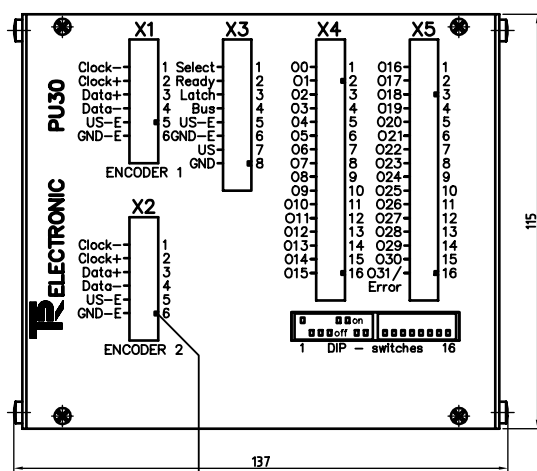 X1
Clock- 1
Clock+ 2
Data+ 3
Data- 4
US-E 5
GND-E 6
ENCODER 1
X3
Select 1
Ready 2
Latch 3
Bus 4
US-E 5
GND-E 6
US 7
GND 8
X4
O0 1
O1 2
O2 3
O3 4
O4 5
O5 6
O6 7
O7 8
O8 9
O9 10
O10 11
O11 12
O12 13
O13 14
O14 15
O15 16
X5
O16 1
O17 2
O18 3
O19 4
O20 5
O21 6
O22 7
O23 8
O24 9
O25 10
O26 11
O27 12
O28 13
O29 14
O30 15
O31/ 16
Error
PU30
TR ELECTRONIC
X2
Clock- 1
Clock+ 2
Data+ 3
Data- 4
US-E 5
GND-E 6
ENCODER 2
on
off
1 DIP - switches 16
115
137